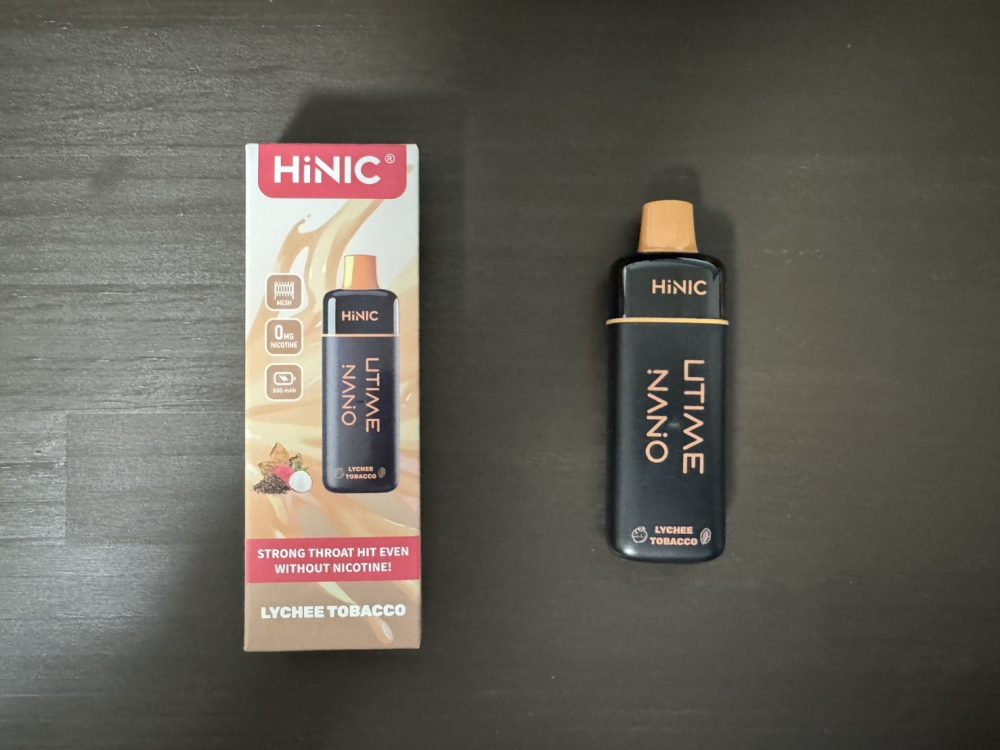 HiNIC®
MESH
0MG
NICOTINE
550 mAh
HiNIC
UTIME
NANO
LYCHEE
TOBACCO
STRONG THROAT HIT EVEN
WITHOUT NICOTINE!
LYCHEE TOBACCO
HiNIC
UTIME
NANO
LYCHEE
TOBACCO